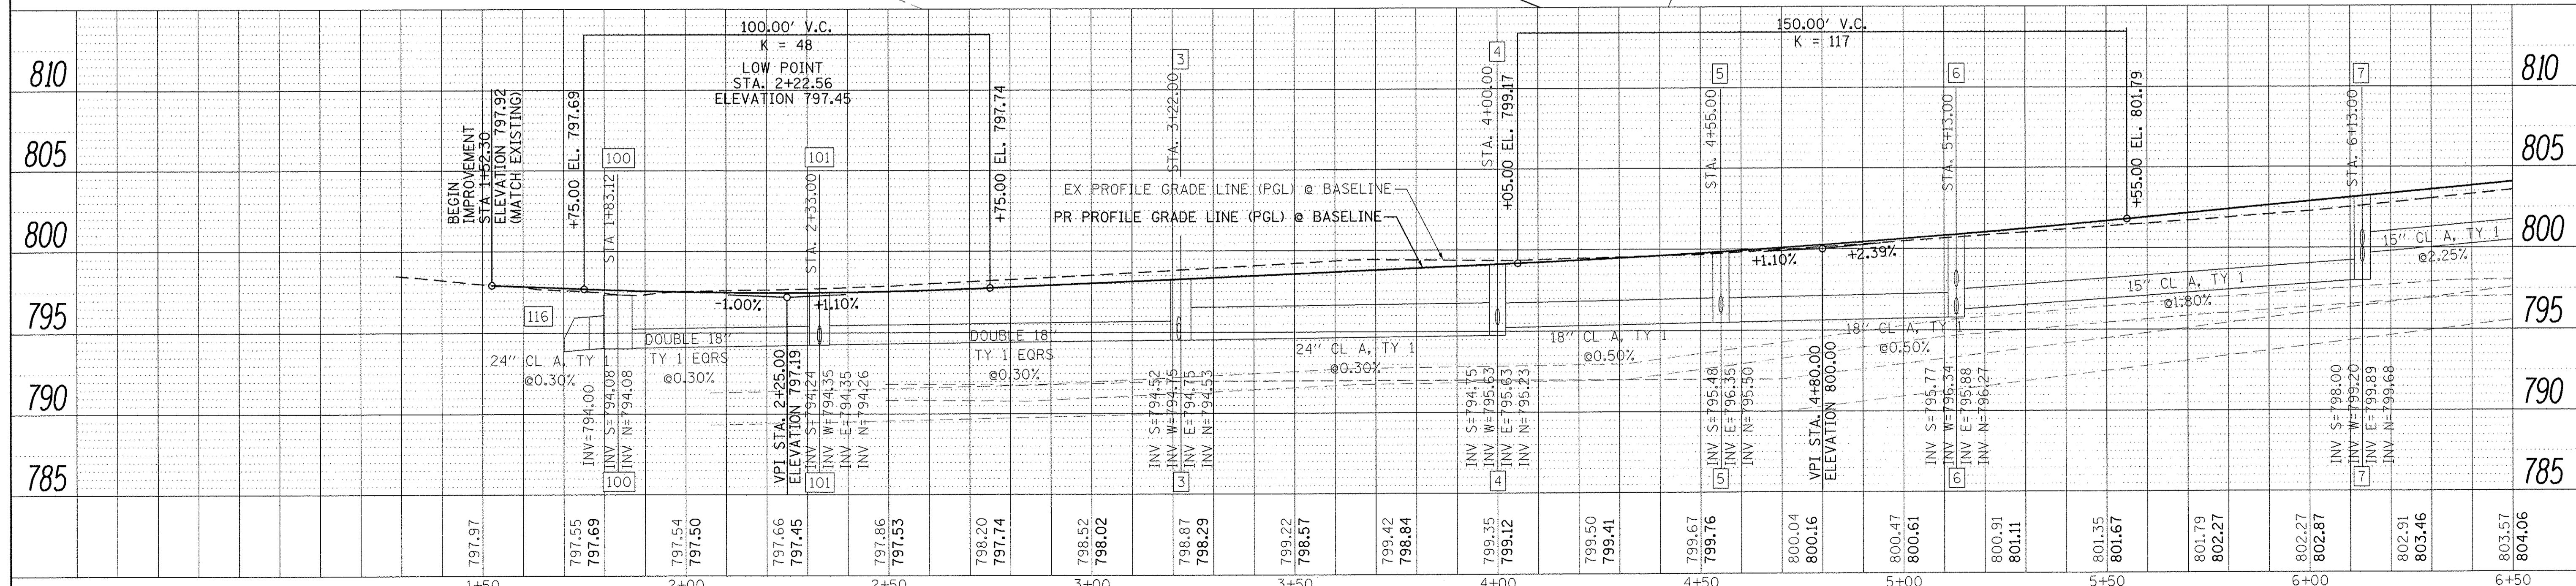 100.00' V.C.
K = 48
LOW POINT
STA. 2+22.56
ELEVATION 797.45
150.00' V.C.
K = 117
810
805
800
795
790
785
BEGIN
IMPROVEMENT
STA 1+52.30
ELEVATION 797.92
(MATCH EXISTING)
+75.00 EL. 797.69
100
STA 1+83.12
101
STA. 2+33.00
+75.00 EL. 797.74
3
STA. 3+22.00
4
STA. 4+00.00
+05.00 EL. 799.17
5
STA. 4+55.00
6
STA. 5+13.00
+55.00 EL. 801.79
7
STA. 6+13.00
810
805
800
795
790
785
EX PROFILE GRADE LINE (PGL) @ BASELINE
PR PROFILE GRADE LINE (PGL) @ BASELINE
-1.00%
+1.10%
+1.10%
+2.39%
116
24" CL A, TY 1
@0.30%
DOUBLE 18"
TY 1 EQRS
@0.30%
DOUBLE 18"
TY 1 EQRS
@0.30%
24" CL A, TY 1
@0.30%
18" CL A, TY 1
@0.50%
18" CL A, TY 1
@0.50%
15" CL A, TY 1
@1.80%
15" CL A, TY 1
@2.25%
INV=794.00
INV S=794.08
INV N=794.08
100
VPI STA. 2+25.00
ELEVATION 797.19
INV S=794.24
INV W=794.35
INV E=794.35
INV N=794.26
101
INV S=794.52
INV W=794.75
INV E=794.75
INV N=794.53
3
INV S=794.75
INV W=795.63
INV E=795.63
INV N=795.23
4
INV S=795.48
INV E=796.35
INV N=795.50
5
VPI STA. 4+80.00
ELEVATION 800.00
INV S=795.77
INV W=796.34
INV E=795.88
INV N=796.27
6
INV S=798.00
INV W=799.20
INV E=799.89
INV N=799.68
7
797.97
797.55
797.69
797.54
797.50
797.66
797.45
797.86
797.53
798.20
797.74
798.52
798.02
798.87
798.29
799.22
798.57
799.42
798.84
799.35
799.12
799.50
799.41
799.67
799.76
800.04
800.16
800.47
800.61
800.91
801.11
801.35
801.67
801.79
802.27
802.27
802.87
802.91
803.46
803.57
804.06
1+50
2+00
2+50
3+00
3+50
4+00
4+50
5+00
5+50
6+00
6+50